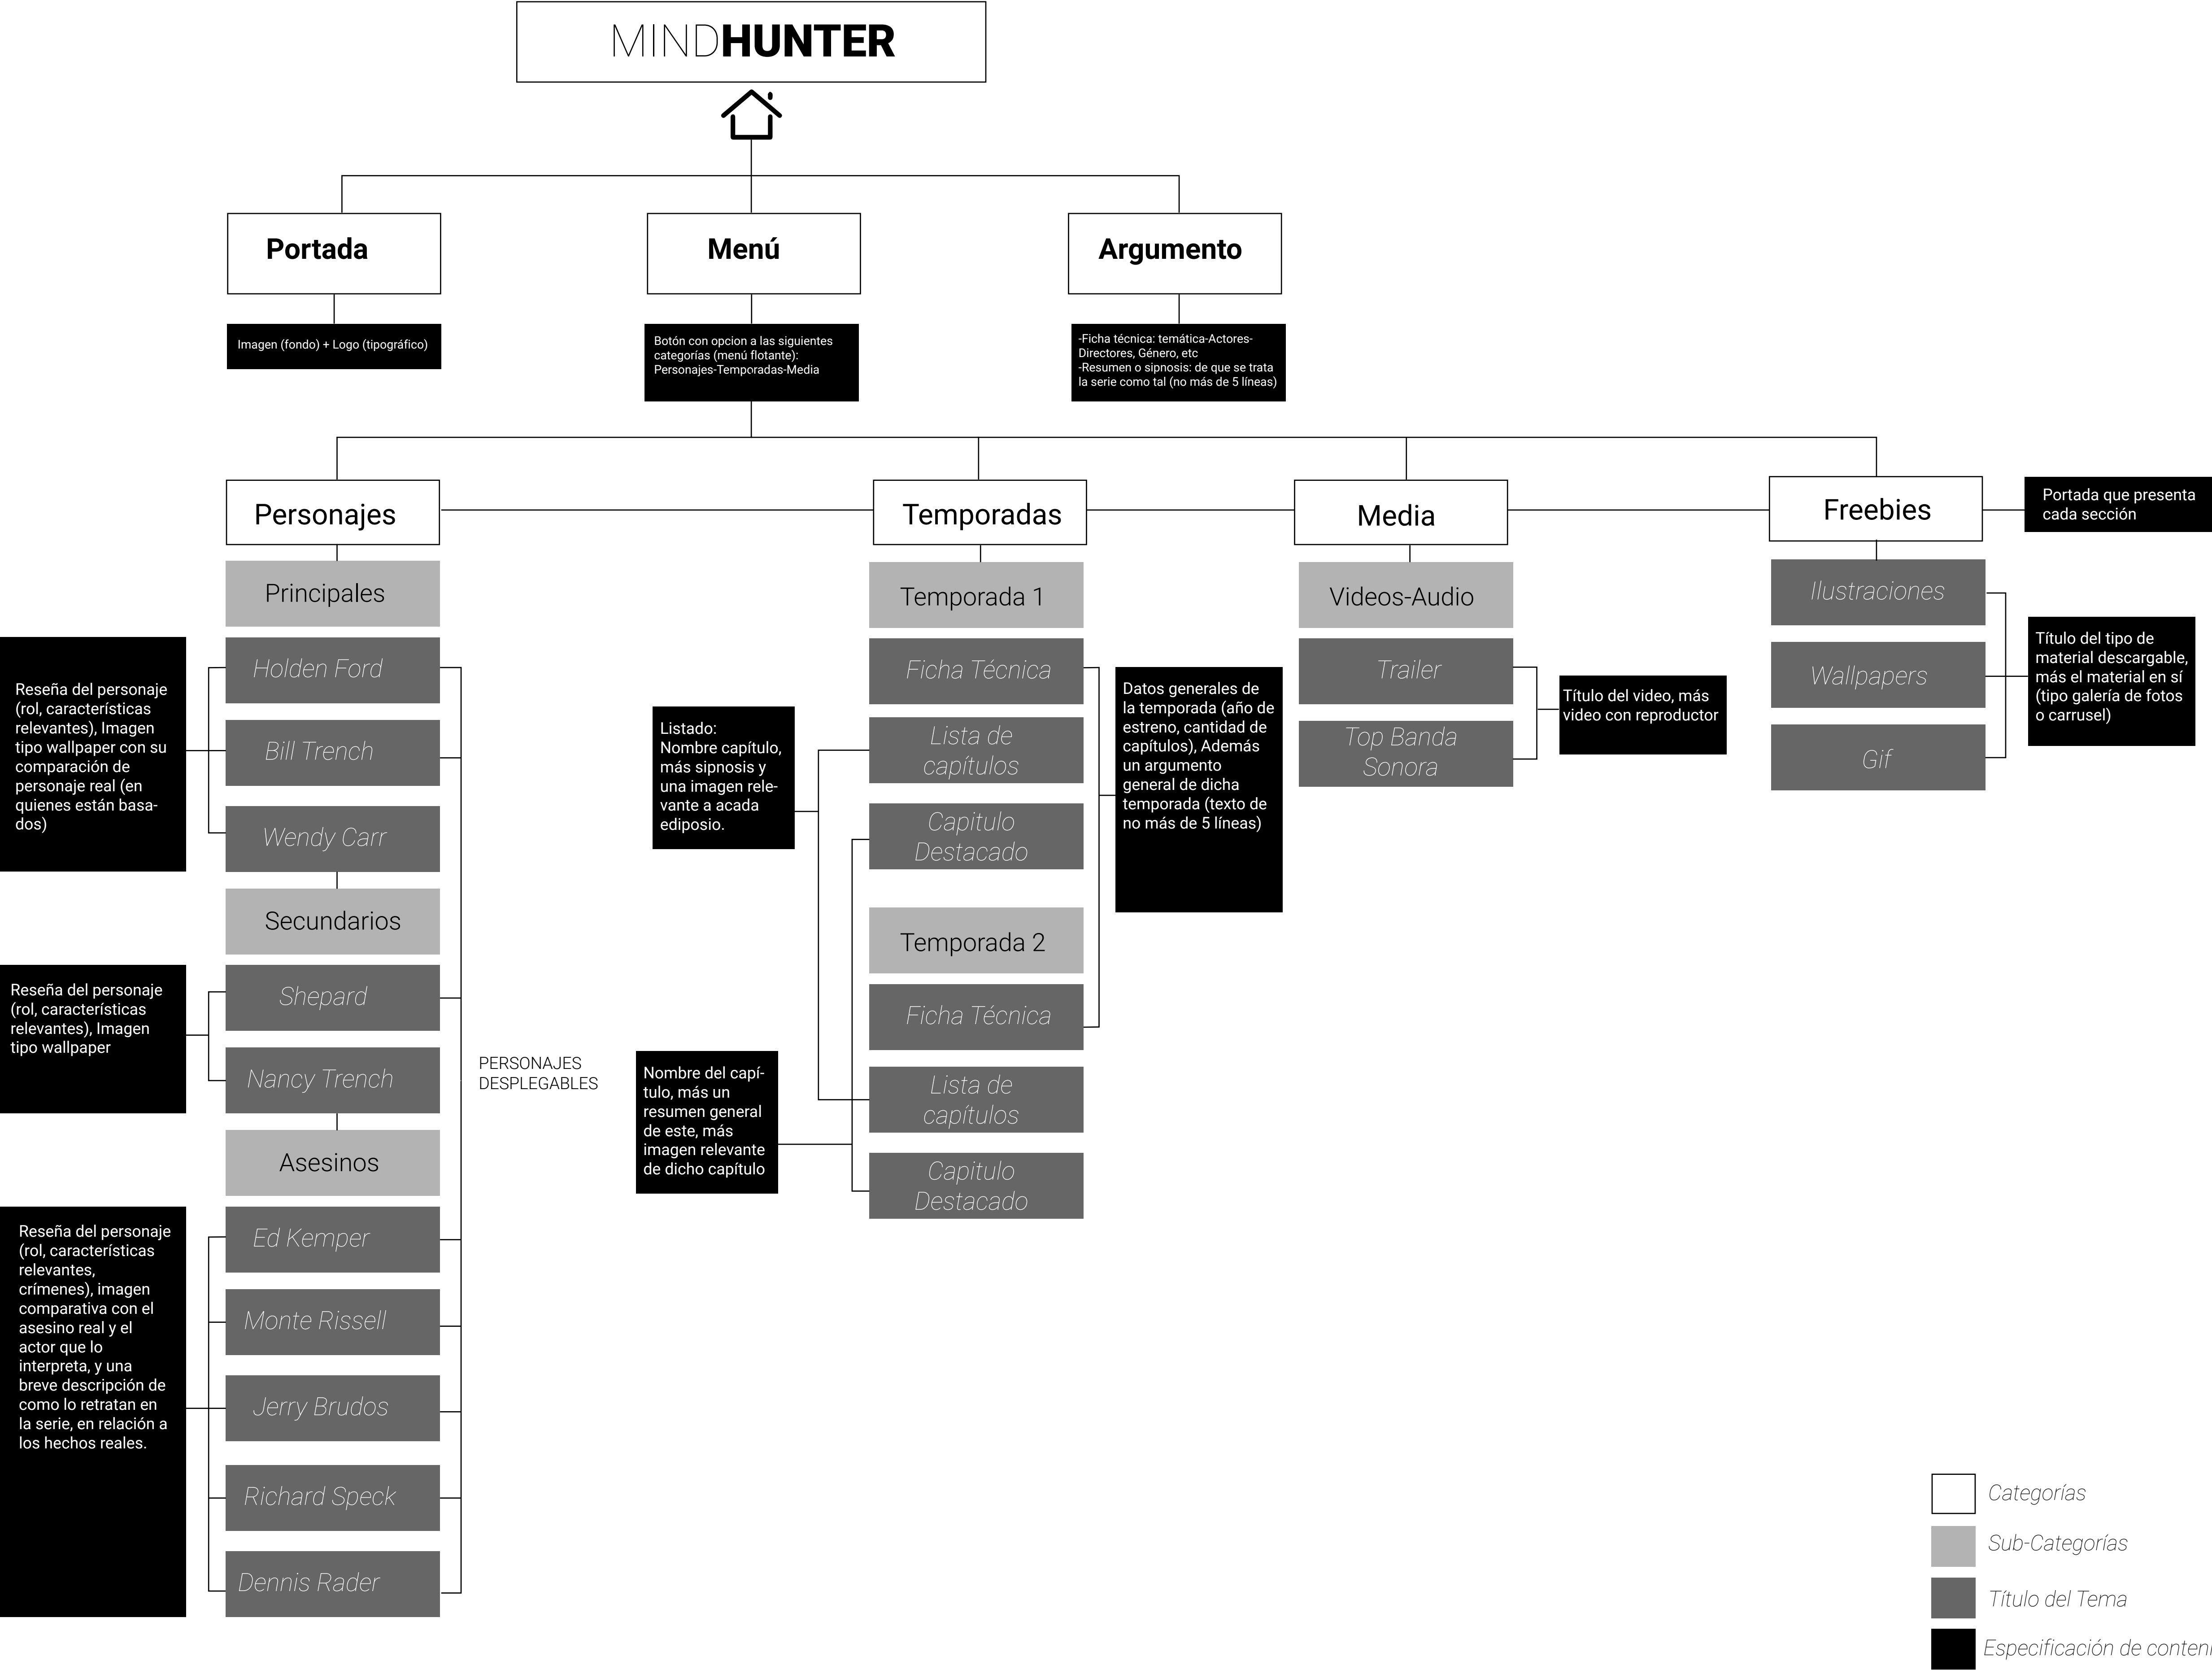 MINDHUNTER
Portada
Menú
Argumento
Imagen (fondo) + Logo (tipográfico)
Botón con opcion a las siguientes
categorías (menú flotante):
Personajes-Temporadas-Media
-Ficha técnica: temática-Actores-
Directores, Género, etc
-Resumen o sipnosis: de que se trata
la serie como tal (no más de 5 líneas)
Personajes
Temporadas
Media
Freebies
Portada que presenta
cada sección
Principales
Holden Ford
Bill Trench
Wendy Carr
Reseña del personaje
(rol, características
relevantes), Imagen
tipo wallpaper con su
comparación de
personaje real (en
quienes están basa-
dos)
Secundarios
Shepard
Nancy Trench
Reseña del personaje
(rol, características
relevantes), Imagen
tipo wallpaper
Asesinos
Ed Kemper
Monte Rissell
Jerry Brudos
Richard Speck
Dennis Rader
Reseña del personaje
(rol, características
relevantes,
crímenes), imagen
comparativa con el
asesino real y el
actor que lo
interpreta, y una
breve descripción de
como lo retratan en
la serie, en relación a
los hechos reales.
PERSONAJES
DESPLEGABLES
Temporada 1
Ficha Técnica
Lista de
capítulos
Capitulo
Destacado
Temporada 2
Ficha Técnica
Lista de
capítulos
Capitulo
Destacado
Listado:
Nombre capítulo,
más sipnosis y
una imagen rele-
vante a acada
ediposio.
Nombre del capí-
tulo, más un
resumen general
de este, más
imagen relevante
de dicho capítulo
Datos generales de
la temporada (año de
estreno, cantidad de
capítulos), Además
un argumento
general de dicha
temporada (texto de
no más de 5 líneas)
Videos-Audio
Trailer
Top Banda
Sonora
Título del video, más
video con reproductor
Ilustraciones
Wallpapers
Gif
Título del tipo de
material descargable,
más el material en sí
(tipo galería de fotos
o carrusel)
Categorías
Sub-Categorías
Título del Tema
Especificación de